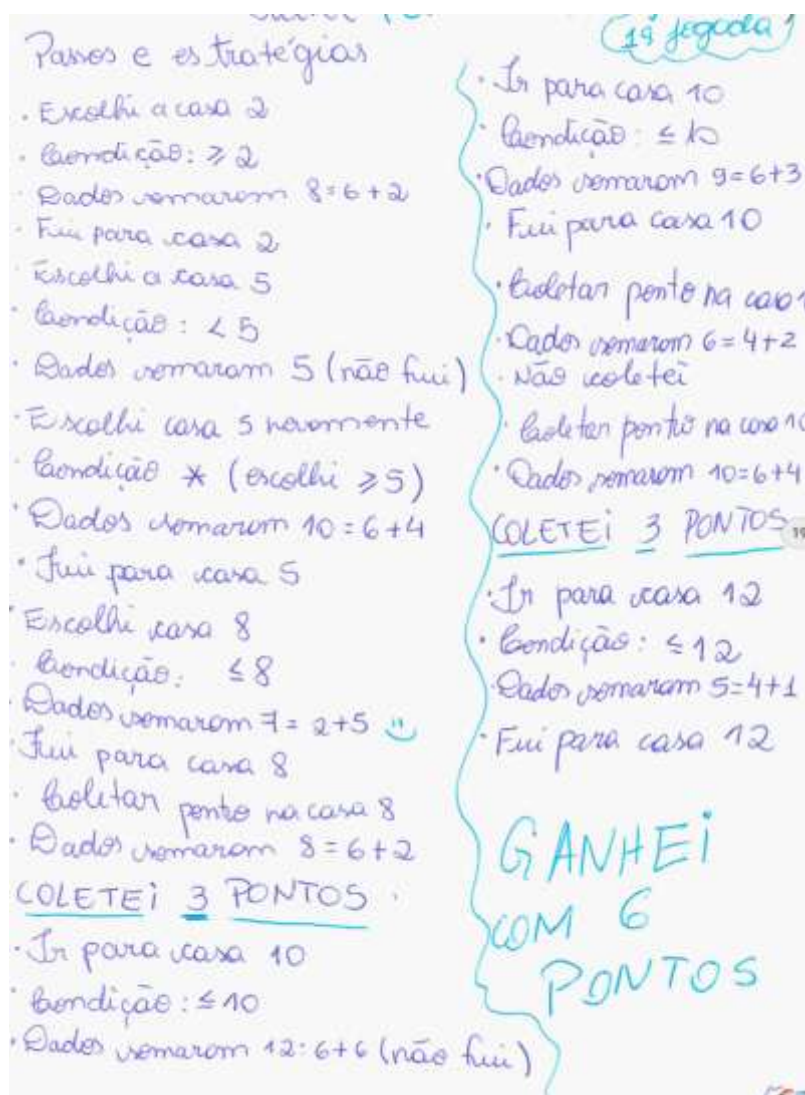 Passos e estratégias
· Escolhi a casa 2
· Condição: ≥ 2
· Dados somaram 8=6+2
· Fui para casa 2
· Escolhi a casa 5
· Condição: < 5
· Dados somaram 5 (não fui)
· Escolhi casa 5 novamente
· Condição * (escolhi ≥5)
· Dados somaram 10=6+4
· Fui para casa 5
Escolhi casa 8
· Condição: ≤8
· Dados somaram 7=2+5
· Fui para casa 8
· Coletar ponto na casa 8
· Dados somaram 8=6+2
COLETEI 3 PONTOS.
· Ir para casa 10
· Condição: ≤10
· Dados somaram 12:6+6 (não fui)
1ª jogada
· Ir para casa 10
· Condição: ≤10
· Dados somaram 9=6+3
· Fui para casa 10
· Coletar ponto na casa 1
· Dados somaram 6=4+2
· Não coletei
· Coletar ponto na casa 10
· Dados somaram 10=6+4
COLETEI 3 PONTOS
· Ir para casa 12
· Condição: ≤12
· Dados somaram 5=4+1
· Fui para casa 12
GANHEI
COM 6
PONTOS